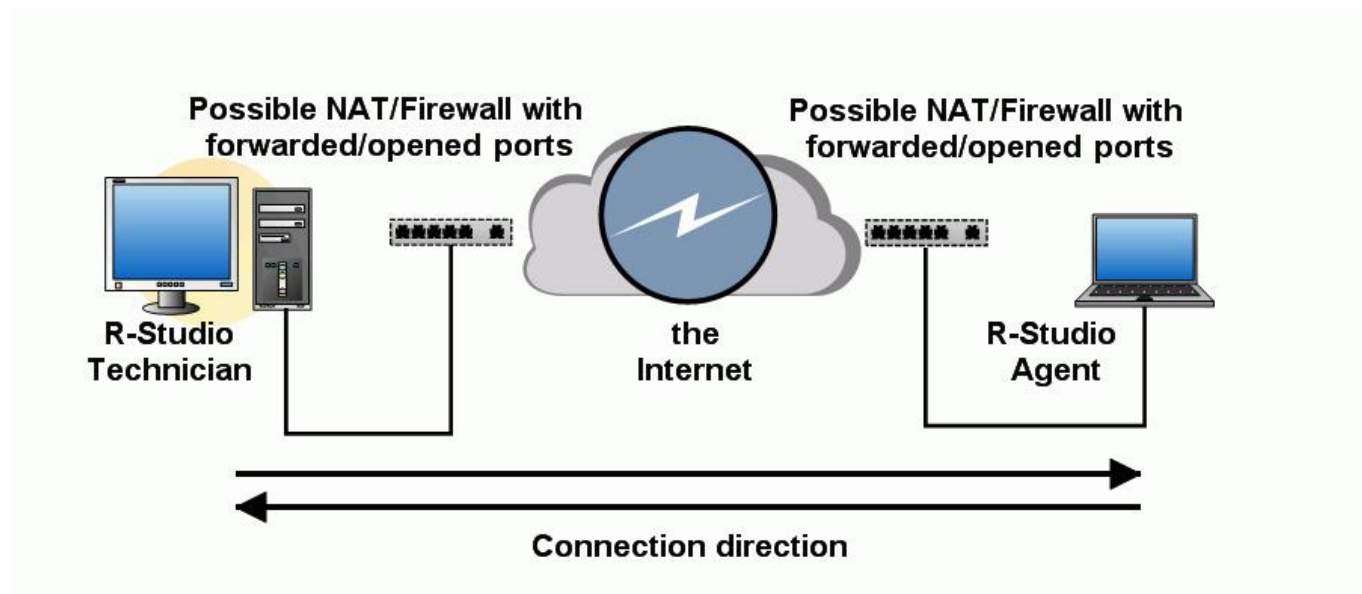 Possible NAT/Firewall with
forwarded/opened ports
Possible NAT/Firewall with
forwarded/opened ports
R-Studio
Technician
the
Internet
R-Studio
Agent
Connection direction